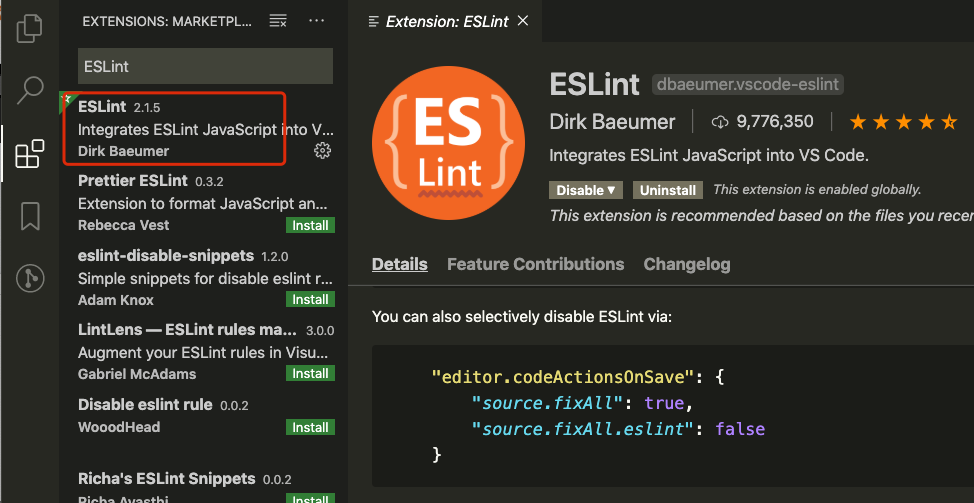 EXTENSIONS: MARKETPL...
ESLint
ESLint 2.1.5
Integrates ESLint JavaScript into V...
Dirk Baeumer
Prettier ESLint 0.3.2
Extension to format JavaScript an...
Rebecca Vest Install
eslint-disable-snippets 1.2.0
Simple snippets for disable eslint r...
Adam Knox Install
LintLens — ESLint rules ma... 3.0.0
Augment your ESLint rules in Visu...
Gabriel McAdams Install
Disable eslint rule 0.0.2
WooodHead Install
Richa's ESLint Snippets 0.0.2
Richa Avasthi Install
Extension: ESLint
{ES
Lint}
ESLint dbaeumer.vscode-eslint
Dirk Baeumer 9,776,350
Integrates ESLint JavaScript into VS Code.
Disable ▾ Uninstall This extension is enabled globally.
This extension is recommended based on the files you recen
Details Feature Contributions Changelog
You can also selectively disable ESLint via:
"editor.codeActionsOnSave": {
"source.fixAll": true,
"source.fixAll.eslint": false
}